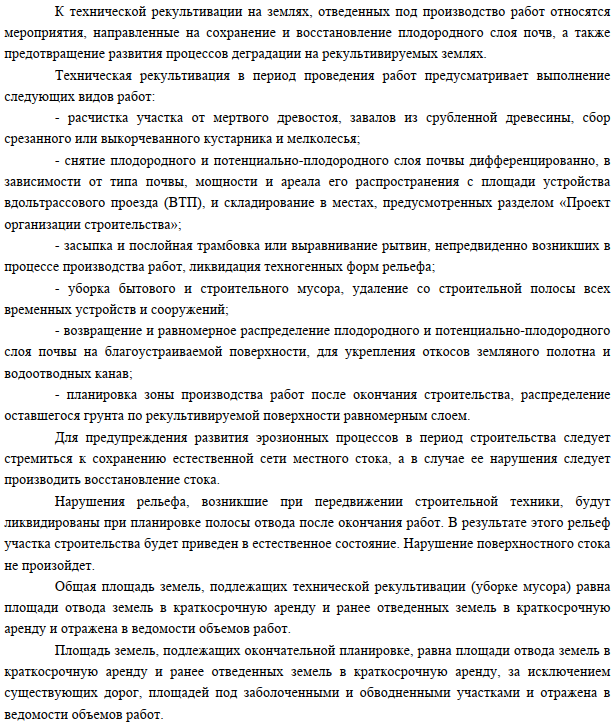 К технической рекультивации на землях, отведенных под производство работ относятся
мероприятия, направленные на сохранение и восстановление плодородного слоя почв, а также
предотвращение развития процессов деградации на рекультивируемых землях.
Техническая рекультивация в период проведения работ предусматривает выполнение
следующих видов работ:
- расчистка участка от мертвого древостоя, завалов из срубленной древесины, сбор
срезанного или выкорчеванного кустарника и мелколесья;
- снятие плодородного и потенциально-плодородного слоя почвы дифференцированно, в
зависимости от типа почвы, мощности и ареала его распространения с площади устройства
вдольтрассового проезда (ВТП), и складирование в местах, предусмотренных разделом «Проект
организации строительства»;
- засыпка и послойная трамбовка или выравнивание рытвин, непредвиденно возникших в
процессе производства работ, ликвидация техногенных форм рельефа;
- уборка бытового и строительного мусора, удаление со строительной полосы всех
временных устройств и сооружений;
- возвращение и равномерное распределение плодородного и потенциально-плодородного
слоя почвы на благоустраиваемой поверхности, для укрепления откосов земляного полотна и
водоотводных канав;
- планировка зоны производства работ после окончания строительства, распределение
оставшегося грунта по рекультивируемой поверхности равномерным слоем.
Для предупреждения развития эрозионных процессов в период строительства следует
стремиться к сохранению естественной сети местного стока, а в случае ее нарушения следует
производить восстановление стока.
Нарушения рельефа, возникшие при передвижении строительной техники, будут
ликвидированы при планировке полосы отвода после окончания работ. В результате этого рельеф
участка строительства будет приведен в естественное состояние. Нарушение поверхностного стока
не произойдет.
Общая площадь земель, подлежащих технической рекультивации (уборке мусора) равна
площади отвода земель в краткосрочную аренду и ранее отведенных земель в краткосрочную
аренду и отражена в ведомости объемов работ.
Площадь земель, подлежащих окончательной планировке, равна площади отвода земель в
краткосрочную аренду и ранее отведенных земель в краткосрочную аренду, за исключением
существующих дорог, площадей под заболоченными и обводненными участками и отражена в
ведомости объемов работ.